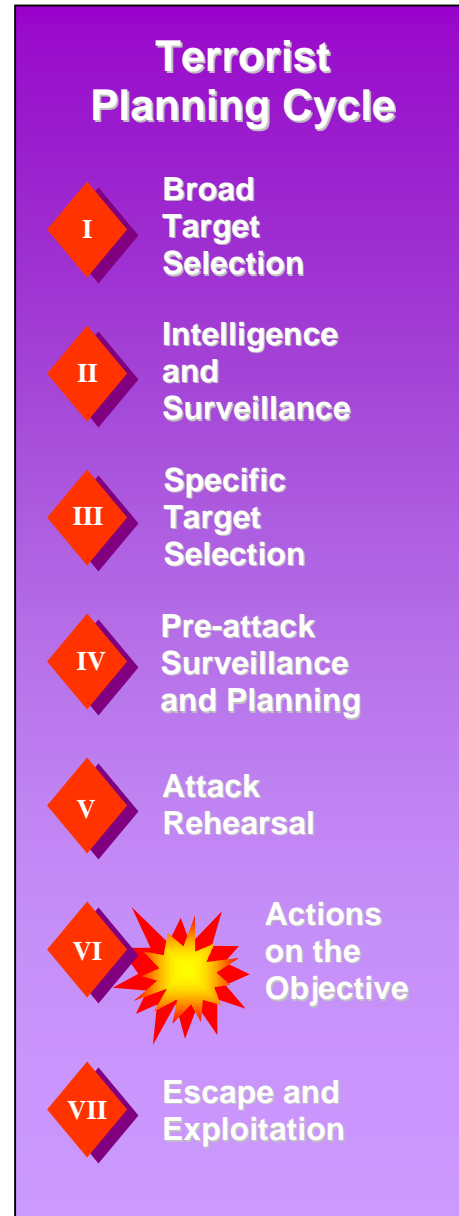 Terrorist
Planning Cycle
I
Broad
Target
Selection
II
Intelligence
and
Surveillance
III
Specific
Target
Selection
IV
Pre-attack
Surveillance
and Planning
V
Attack
Rehearsal
VI
Actions
on the
Objective
VII
Escape and
Exploitation